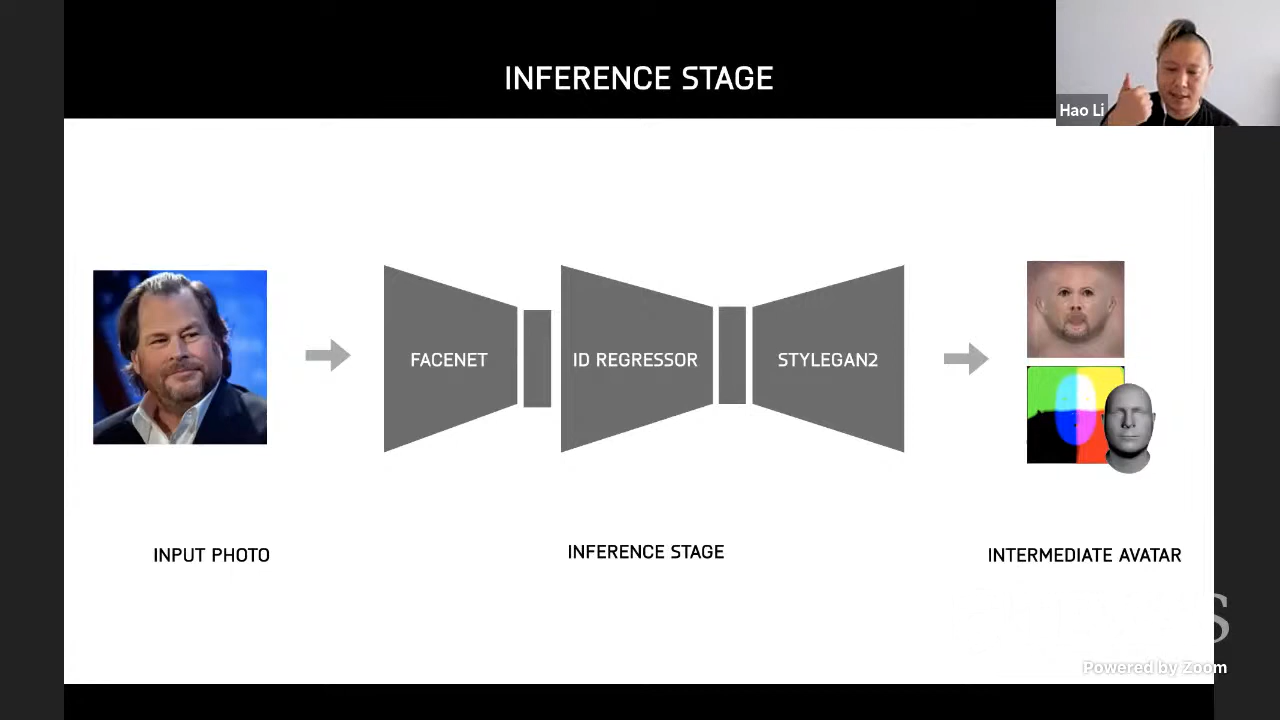 INFERENCE STAGE
Hao Li
FACENET
ID REGRESSOR
STYLEGAN2
INPUT PHOTO
INFERENCE STAGE
INTERMEDIATE AVATAR
Powered by Zoom